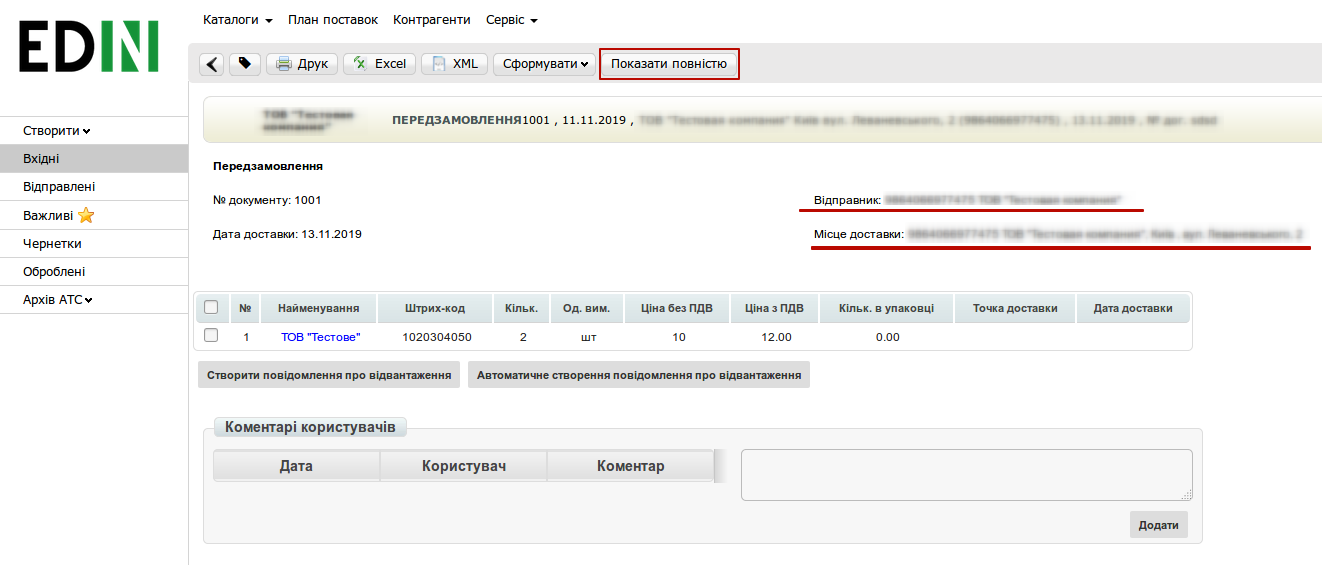 EDIN
Каталоги План поставок Контрагенти Сервіс
Друк Excel XML Сформувати Показати повністю
Створити
Вхідні
Відправлені
Важливі
Чернетки
Оброблені
Архів АТС
ПЕРЕДЗАМОВЛЕННЯ1001 , 11.11.2019 ,
Передзамовлення
№ документу: 1001
Відправник:
Дата доставки: 13.11.2019
Місце доставки:
№ Найменування Штрих-код Кільк. Од. вим. Ціна без ПДВ Ціна з ПДВ Кільк. в упаковці Точка доставки Дата доставки
1 ТОВ "Тестове" 1020304050 2 шт 10 12.00 0.00
Створити повідомлення про відвантаження Автоматичне створення повідомлення про відвантаження
Коментарі користувачів
Дата Користувач Коментар
Додати